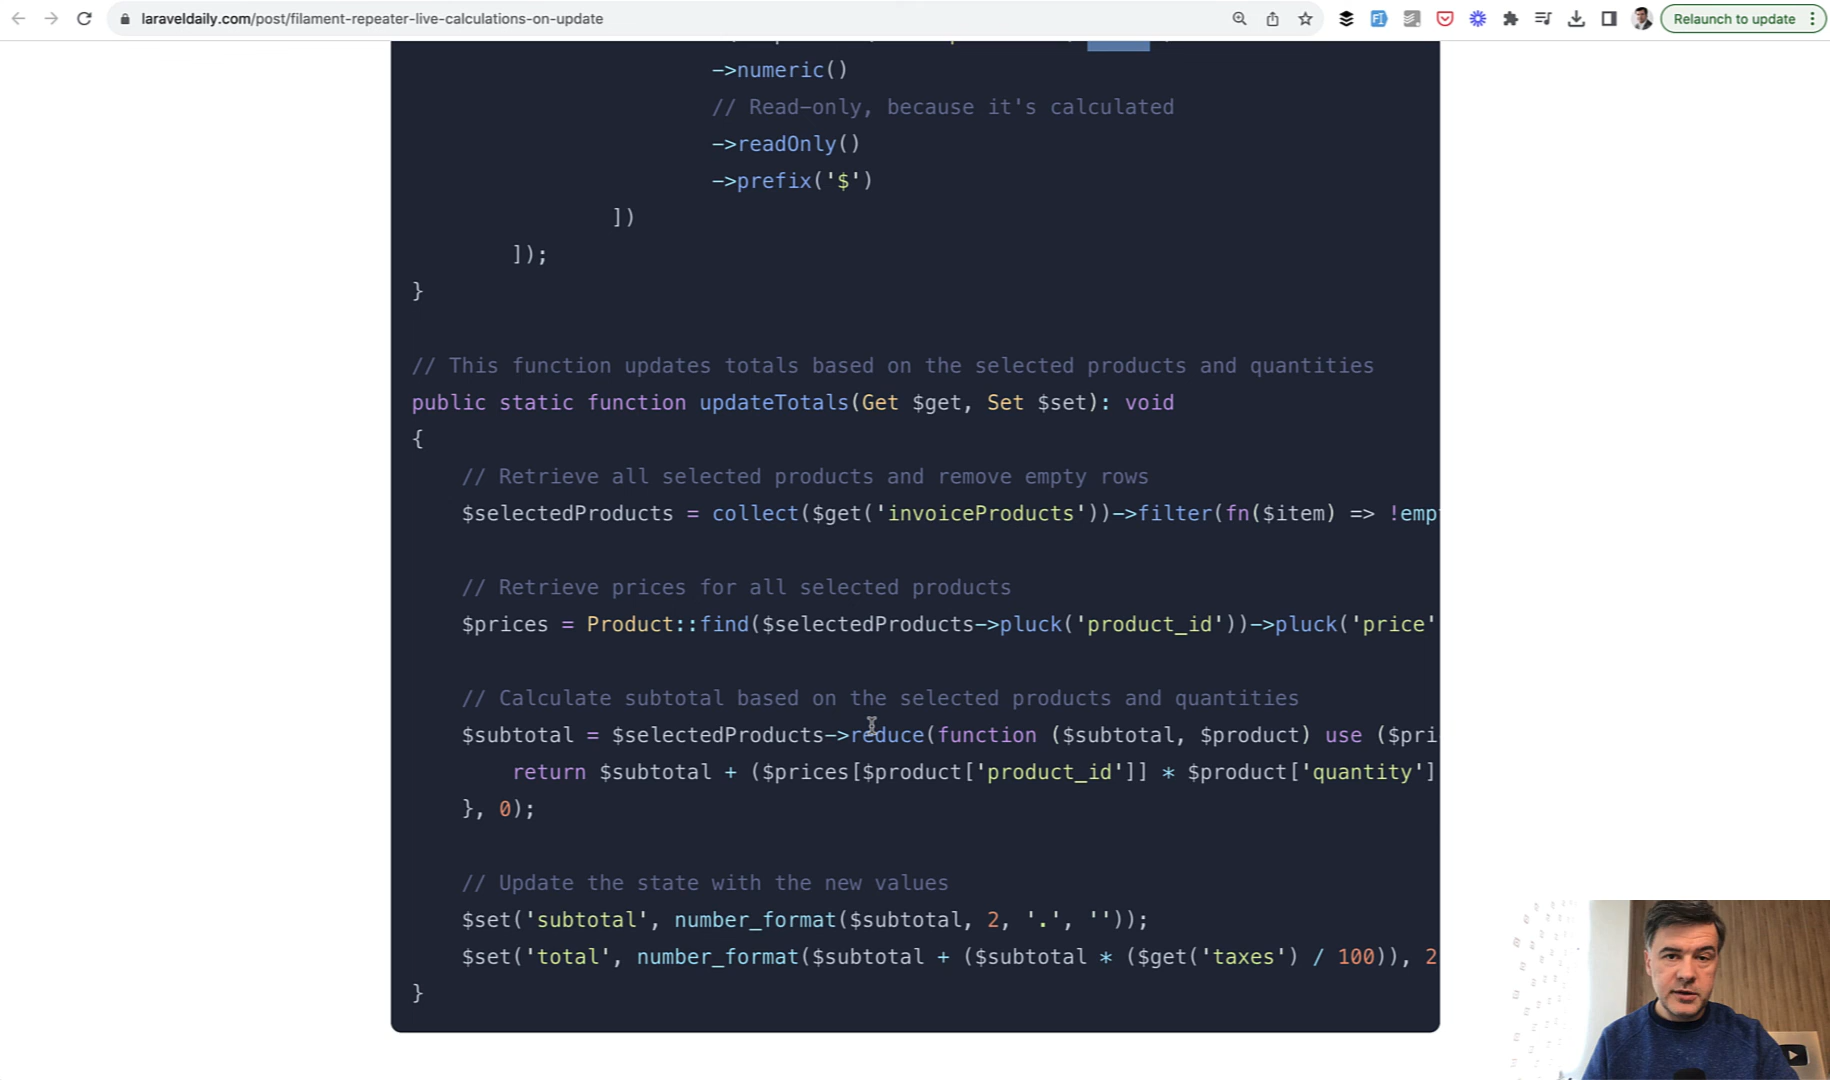 laraveldaily.com/post/filament-repeater-live-calculations-on-update
Relaunch to update
->numeric()
// Read-only, because it's calculated
->readOnly()
->prefix('$')
])
]);
}
// This function updates totals based on the selected products and quantities
public static function updateTotals(Get $get, Set $set): void
{
// Retrieve all selected products and remove empty rows
$selectedProducts = collect($get('invoiceProducts'))->filter(fn($item) => !emp
// Retrieve prices for all selected products
$prices = Product::find($selectedProducts->pluck('product_id'))->pluck('price'
// Calculate subtotal based on the selected products and quantities
$subtotal = $selectedProducts->reduce(function ($subtotal, $product) use ($pri
return $subtotal + ($prices[$product['product_id']] * $product['quantity']
}, 0);
// Update the state with the new values
$set('subtotal', number_format($subtotal, 2, '.', ''));
$set('total', number_format($subtotal + ($subtotal * ($get('taxes') / 100)), 2
}